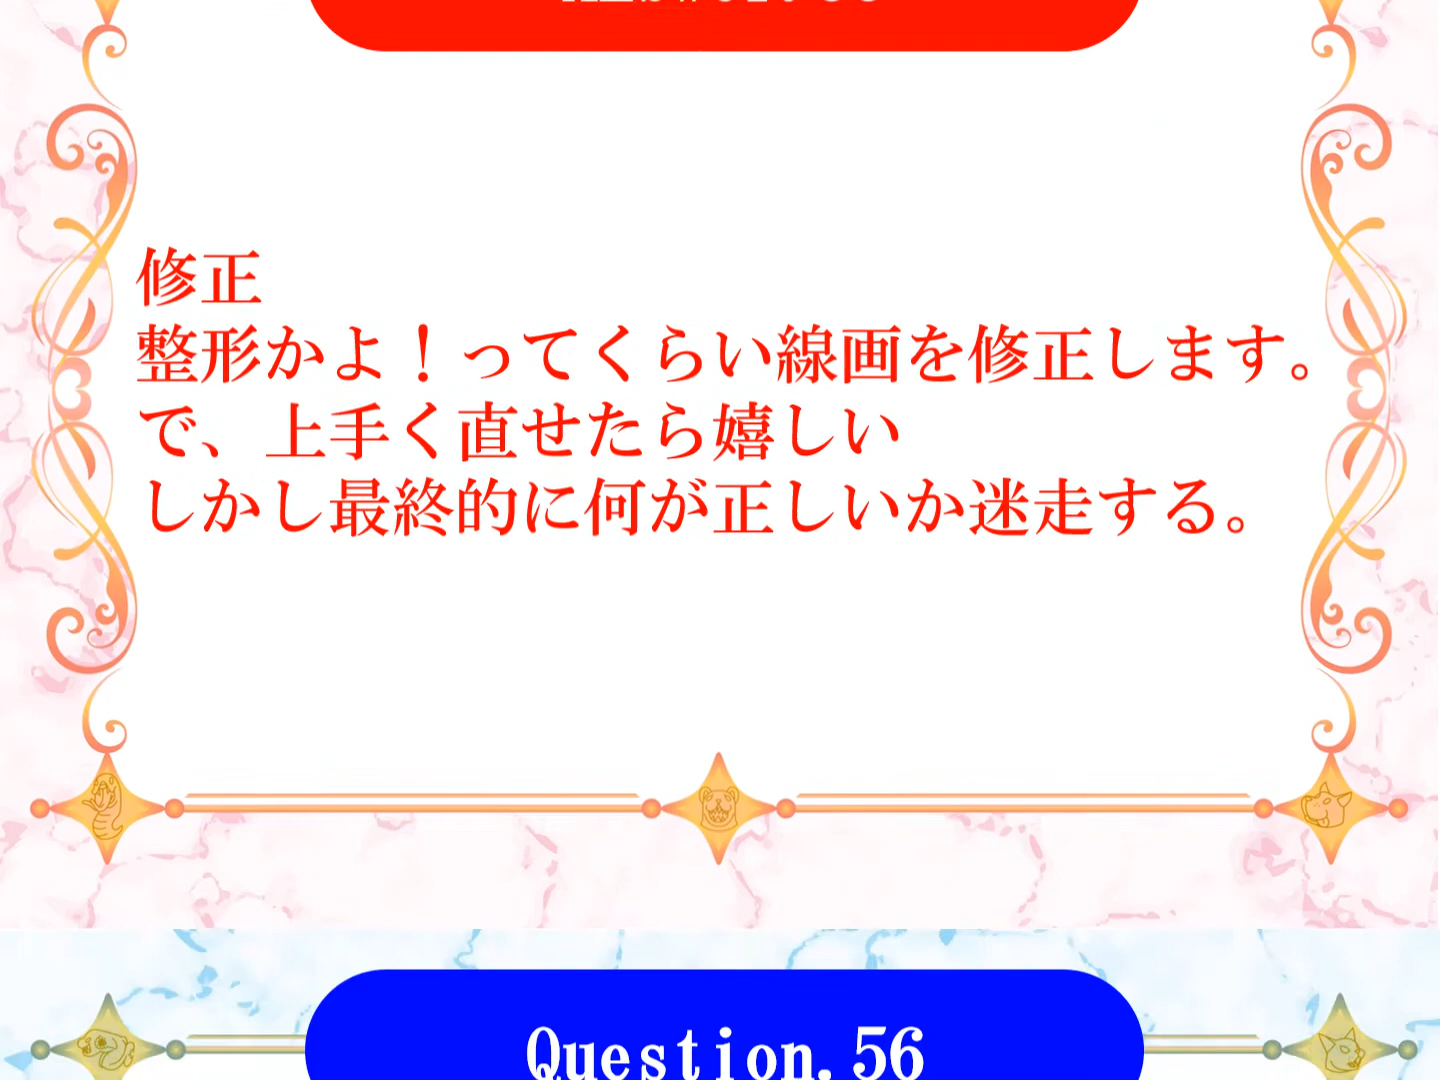 修正
整形かよ！ってくらい線画を修正します。
で、上手く直せたら嬉しい
しかし最終的に何が正しいか迷走する。
Question.56